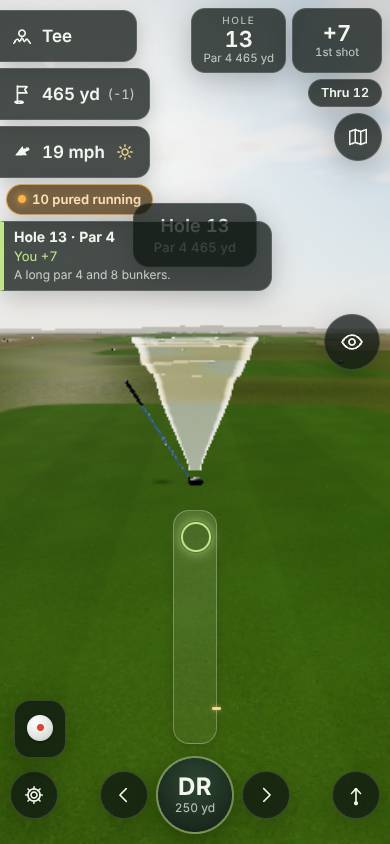 Tee
HOLE
13
Par 4 465 yd
+7
1st shot
465 yd (-1)
Thru 12
19 mph
10 pured running
Hole 13 · Par 4
You +7
A long par 4 and 8 bunkers.
Hole 13
Par 4 465 yd
DR
250 yd